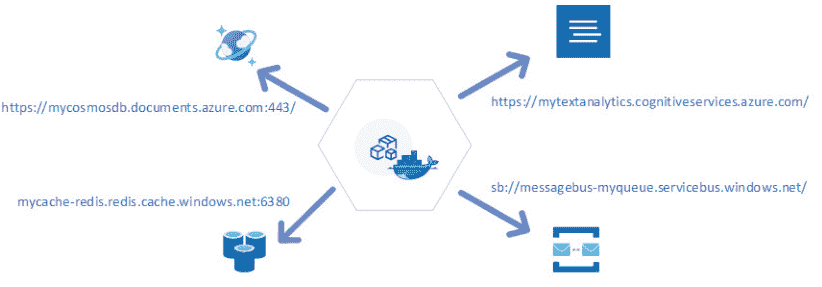 https://mycosmosdb.documents.azure.com:443/
https://mytextanalytics.cognitiveservices.azure.com/
mycache-redis.redis.cache.windows.net:6380
sb://messagebus-myqueue.servicebus.windows.net/